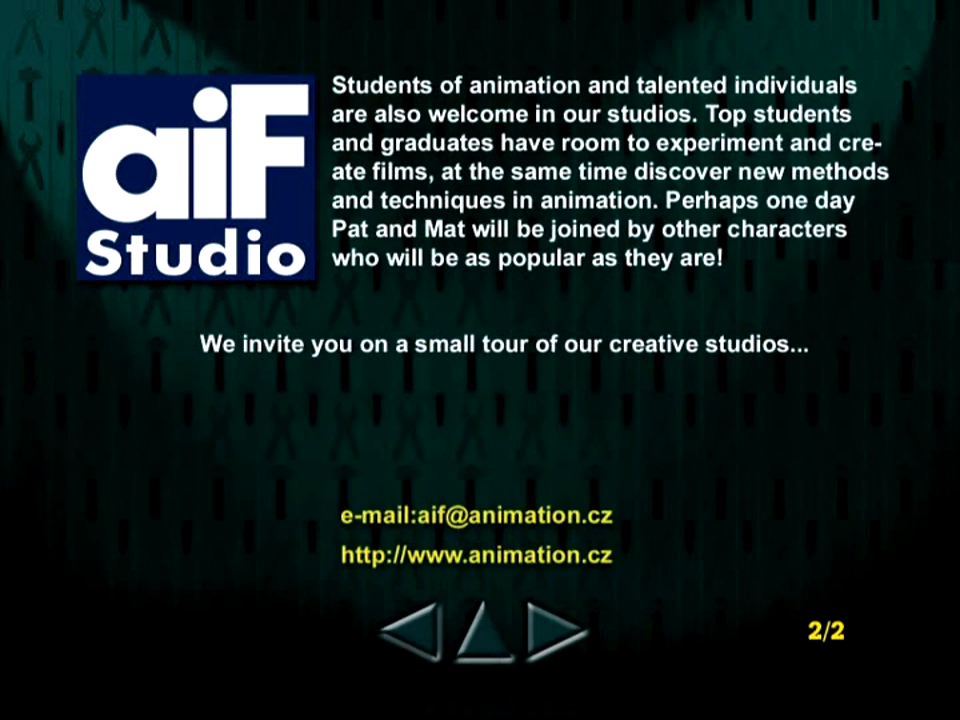 aiF
Studio
Students of animation and talented individuals
are also welcome in our studios. Top students
and graduates have room to experiment and cre-
ate films, at the same time discover new methods
and techniques in animation. Perhaps one day
Pat and Mat will be joined by other characters
who will be as popular as they are!
We invite you on a small tour of our creative studios...
e-mail:aif@animation.cz
http://www.animation.cz
2/2